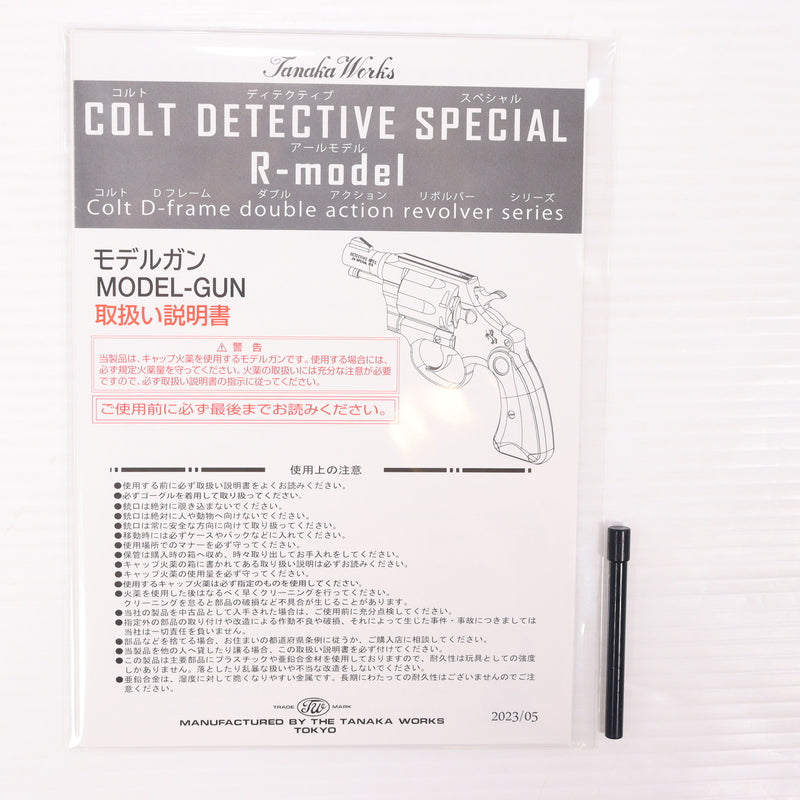 Tanaka Works
コルト ディテクティブ スペシャル
COLT DETECTIVE SPECIAL
アールモデル
R-model
コルト Dフレーム ダブル アクション リボルバー シリーズ
Colt D-frame double action revolver series
モデルガン
MODEL-GUN
取扱い説明書
DETECTIVE SPECL
⚠ 警 告
当製品は、キャップ火薬を使用するモデルガンです。使用する場合には、
必ず規定火薬量を守ってください。火薬の取扱いには充分な注意が必要
ですので、必ず取扱い説明書の指示に従ってください。
ご使用前に必ず最後までお読みください。
使用上の注意
●使用する前に必ず取扱い説明書をよくお読みください。
●必ずゴーグルを着用して取り扱ってください。
●銃口は絶対に覗き込まないでください。
●銃口は絶対に人や動物へ向けないでください。
●銃口は常に安全な方向に向けて取り扱ってください。
●移動時には必ずケースやバックなどに入れてください。
●使用場所でのマナーを必ず守ってください。
●保管は購入時の箱へ収め、時々取り出してお手入れをしてください。
●キャップ火薬の箱に書かれてある取り扱い説明は必ずお読みください。
●キャップ火薬の使用量を必ず守ってください。
●使用するキャップ火薬は必ず指定のものを使用してください。
●火薬を使用した後はなるべく早くクリーニングを行ってください。
クリーニングを怠ると部品の破損など不具合が生じることがあります。
●当社の製品を中古品として入手された場合は、ご使用前に充分点検してください。
●指定外の部品の取り付けや改造による作動不良や破損、それによって生じた事件・事故につきましては
当社は一切責任を負いません。
●部品などを捨てる場合、お住まいの都道府県条例に従うか、ご購入店に相談してください。
●当製品を他の人へ貸したり譲る場合、この取扱い説明書を必ず付けてください。
●この製品は主要部品にプラスチックや亜鉛合金材を使用しておりますので、耐久性は玩具としての強度
しかありません。落としたり乱暴な扱いや不当な改造をしないでください。
●亜鉛合金は、湿度に対して脆くなりやすい金属です。長期にわたっての耐久性はございませんのでご注
意ください。
TRADE TW MARK
MANUFACTURED BY THE TANAKA WORKS
TOKYO
2023/05